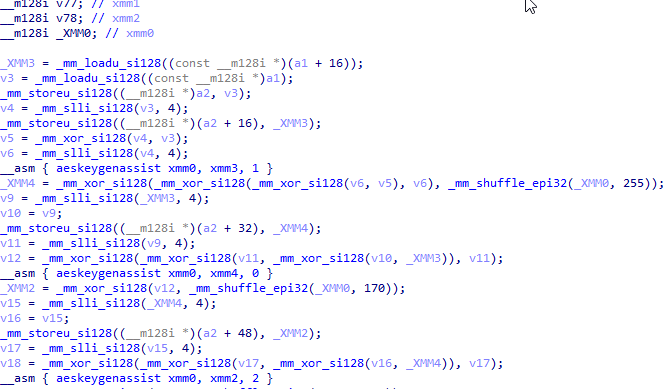 __m128i v77; // xmm1
__m128i v78; // xmm2
__m128i _XMM0; // xmm0
_XMM3 = _mm_loadu_si128((const __m128i *)(a1 + 16));
v3 = _mm_loadu_si128((const __m128i *)a1);
_mm_storeu_si128((__m128i *)a2, v3);
v4 = _mm_slli_si128(v3, 4);
_mm_storeu_si128((__m128i *)(a2 + 16), _XMM3);
v5 = _mm_xor_si128(v4, v3);
v6 = _mm_slli_si128(v4, 4);
__asm { aeskeygenassist xmm0, xmm3, 1 }
_XMM4 = _mm_xor_si128(_mm_xor_si128(_mm_xor_si128(v6, v5), v6), _mm_shuffle_epi32(_XMM0, 255));
v9 = _mm_slli_si128(_XMM3, 4);
v10 = v9;
_mm_storeu_si128((__m128i *)(a2 + 32), _XMM4);
v11 = _mm_slli_si128(v9, 4);
v12 = _mm_xor_si128(_mm_xor_si128(v11, _mm_xor_si128(v10, _XMM3)), v11);
__asm { aeskeygenassist xmm0, xmm4, 0 }
_XMM2 = _mm_xor_si128(v12, _mm_shuffle_epi32(_XMM0, 170));
v15 = _mm_slli_si128(_XMM4, 4);
v16 = v15;
_mm_storeu_si128((__m128i *)(a2 + 48), _XMM2);
v17 = _mm_slli_si128(v15, 4);
v18 = _mm_xor_si128(_mm_xor_si128(v17, _mm_xor_si128(v16, _XMM4)), v17);
__asm { aeskeygenassist xmm0, xmm2, 2 }